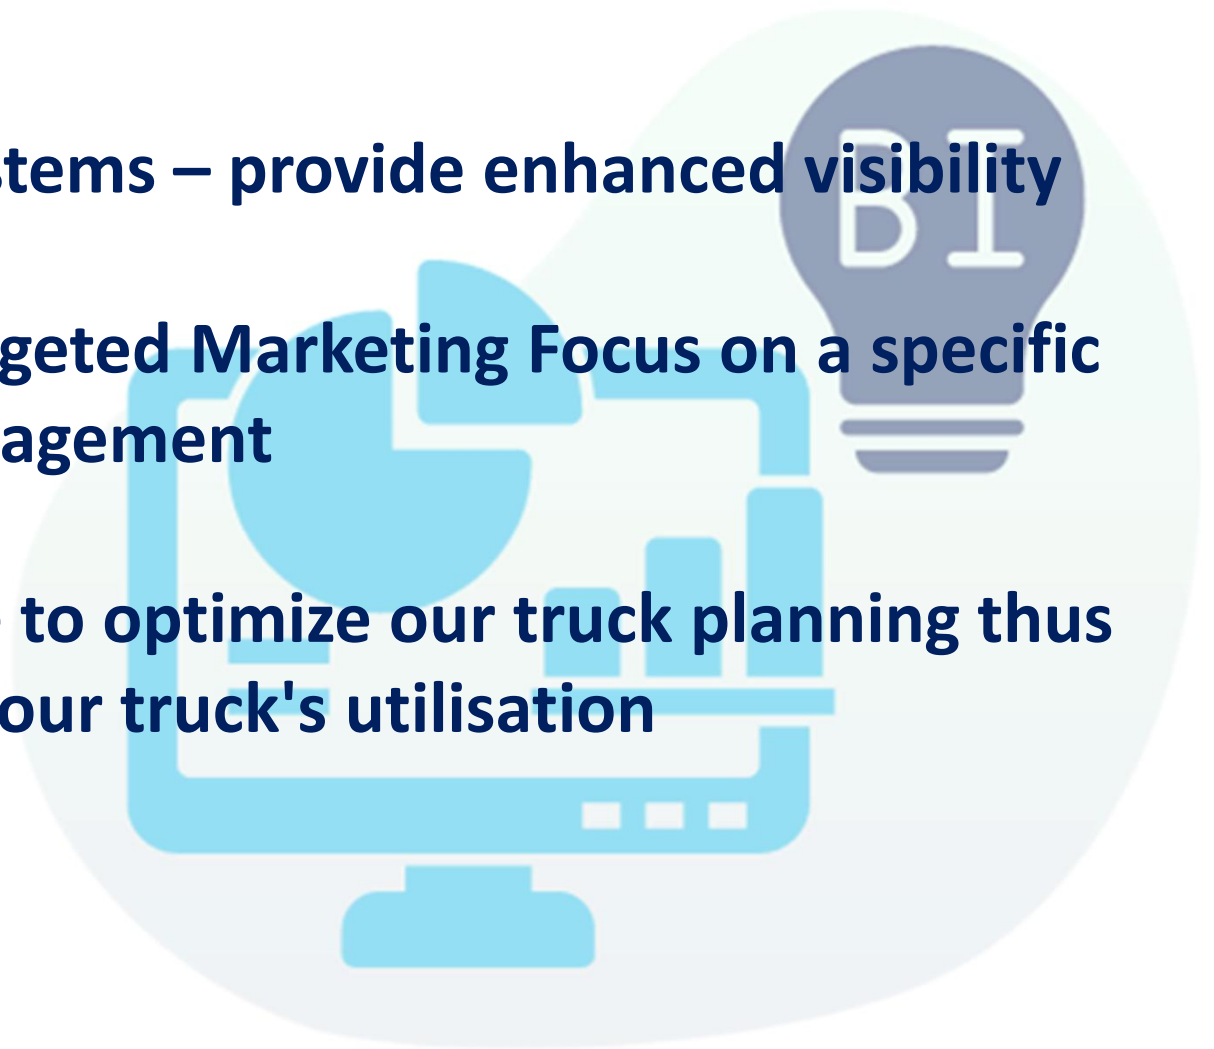 stems – provide enhanced visibility
BI
geted Marketing Focus on a specific
agement
to optimize our truck planning thus
our truck's utilisation